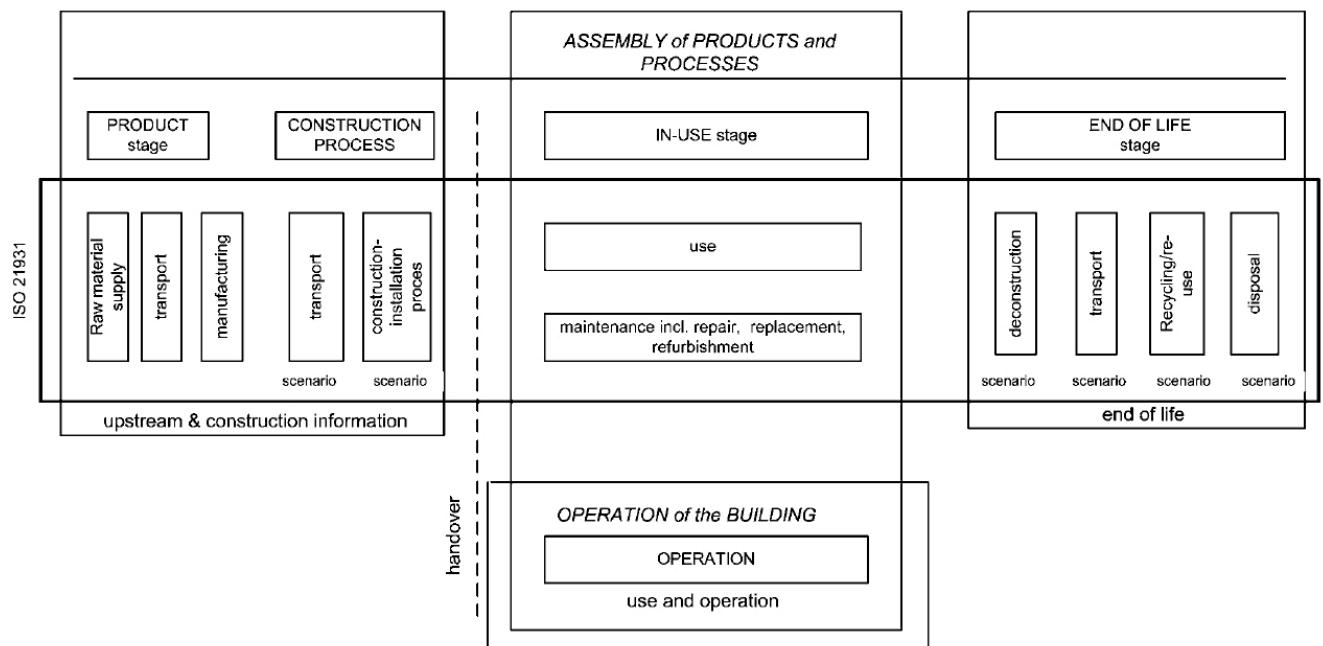 ASSEMBLY of PRODUCTS and
PROCESSES
PRODUCT
stage
CONSTRUCTION
PROCESS
IN-USE stage
END OF LIFE
stage
ISO 21931
Raw material
supply
transport
manufacturing
transport
construction-
installation
proces
scenario
scenario
use
maintenance incl. repair, replacement,
refurbishment
deconstruction
transport
Recycling/re-
use
disposal
scenario
scenario
scenario
scenario
upstream & construction information
end of life
handover
OPERATION of the BUILDING
OPERATION
use and operation